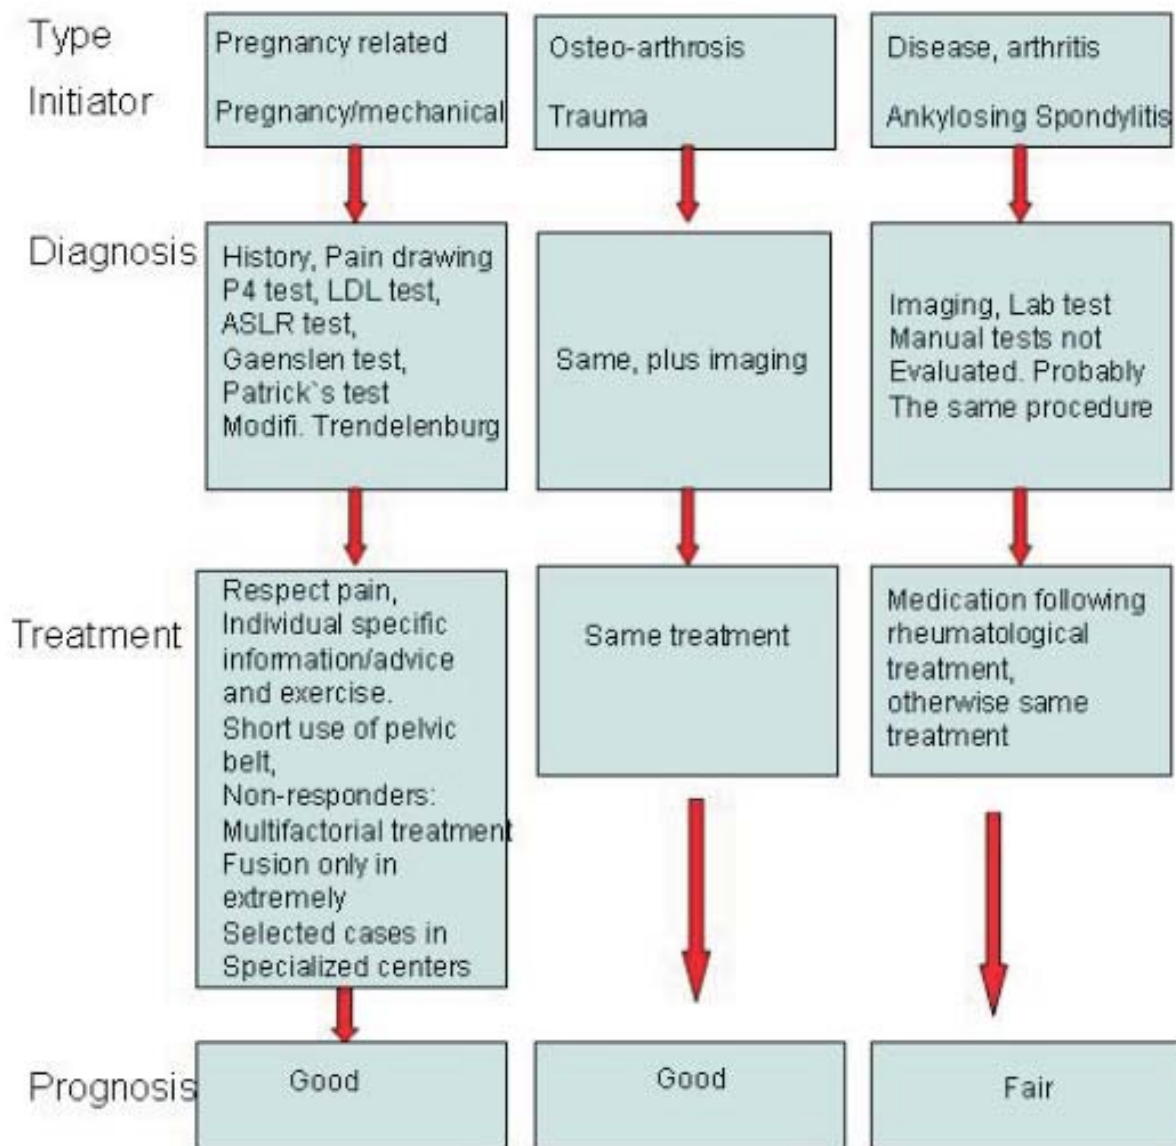 Type
Initiator
Pregnancy related
Pregnancy/mechanical
Osteo-arthrosis
Trauma
Disease, arthritis
Ankylosing Spondylitis
Diagnosis
History, Pain drawing
P4 test, LDL test,
ASLR test,
Gaenslen test,
Patrick`s test
Modifi. Trendelenburg
Same, plus imaging
Imaging, Lab test
Manual tests not
Evaluated. Probably
The same procedure
Treatment
Respect pain,
Individual specific
information/advice
and exercise.
Short use of pelvic
belt,
Non-responders:
Multifactorial treatment
Fusion only in
extremely
Selected cases in
Specialized centers
Same treatment
Medication following
rheumatological
treatment,
otherwise same
treatment
Prognosis
Good
Good
Fair